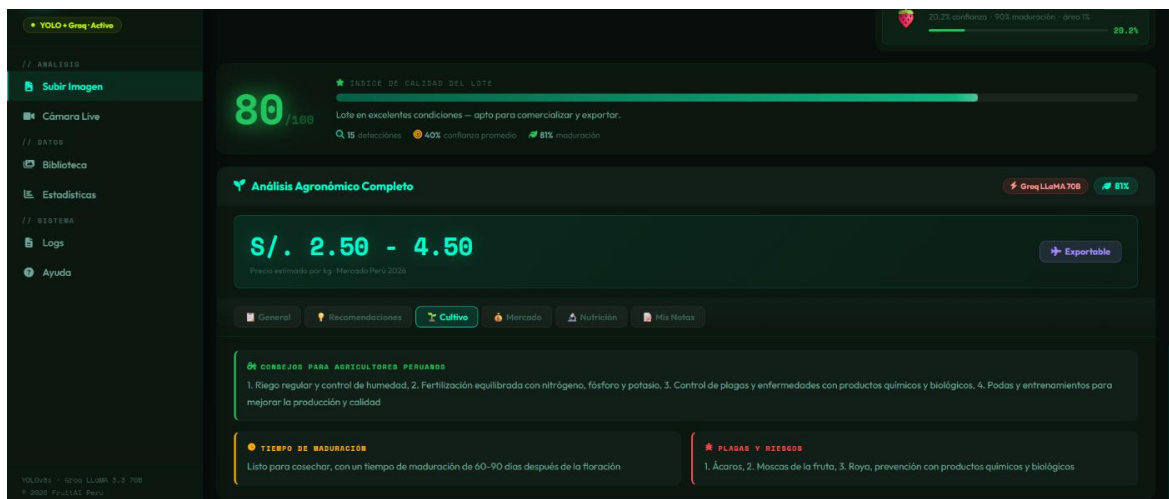 YOLO + Groq · Activo
20.2% confianza · 90% maduración · área 1%
29.2%
// ANÁLISIS
Subir Imagen
Cámara Live
// DATOS
Biblioteca
Estadísticas
// SISTEMA
Logs
Ayuda
ÍNDICE DE CALIDAD DEL LOTE
80/100
Lote en excelentes condiciones — apto para comercializar y exportar.
15 detecciónes 40% confianza promedio 81% maduración
Análisis Agronómico Completo
Groq LLaMA 70B
81%
S/. 2.50 - 4.50
Precio estimado por kg · Mercado Perú 2026
Exportable
General
Recomendaciones
Cultivo
Mercado
Nutrición
Mis Notas
CONSEJOS PARA AGRICULTORES PERUANOS
1. Riego regular y control de humedad, 2. Fertilización equilibrada con nitrógeno, fósforo y potasio, 3. Control de plagas y enfermedades con productos químicos y biológicos, 4. Podas y entrenamientos para
mejorar la producción y calidad
TIEMPO DE MADURACIÓN
Listo para cosechar, con un tiempo de maduración de 60-90 días después de la floración
PLAGAS Y RIESGOS
1. Ácaros, 2. Moscas de la fruta, 3. Roya, prevención con productos químicos y biológicos
YOLOv8s · Groq LLaMA 3.3 70B
© 2026 FruitAI Perú